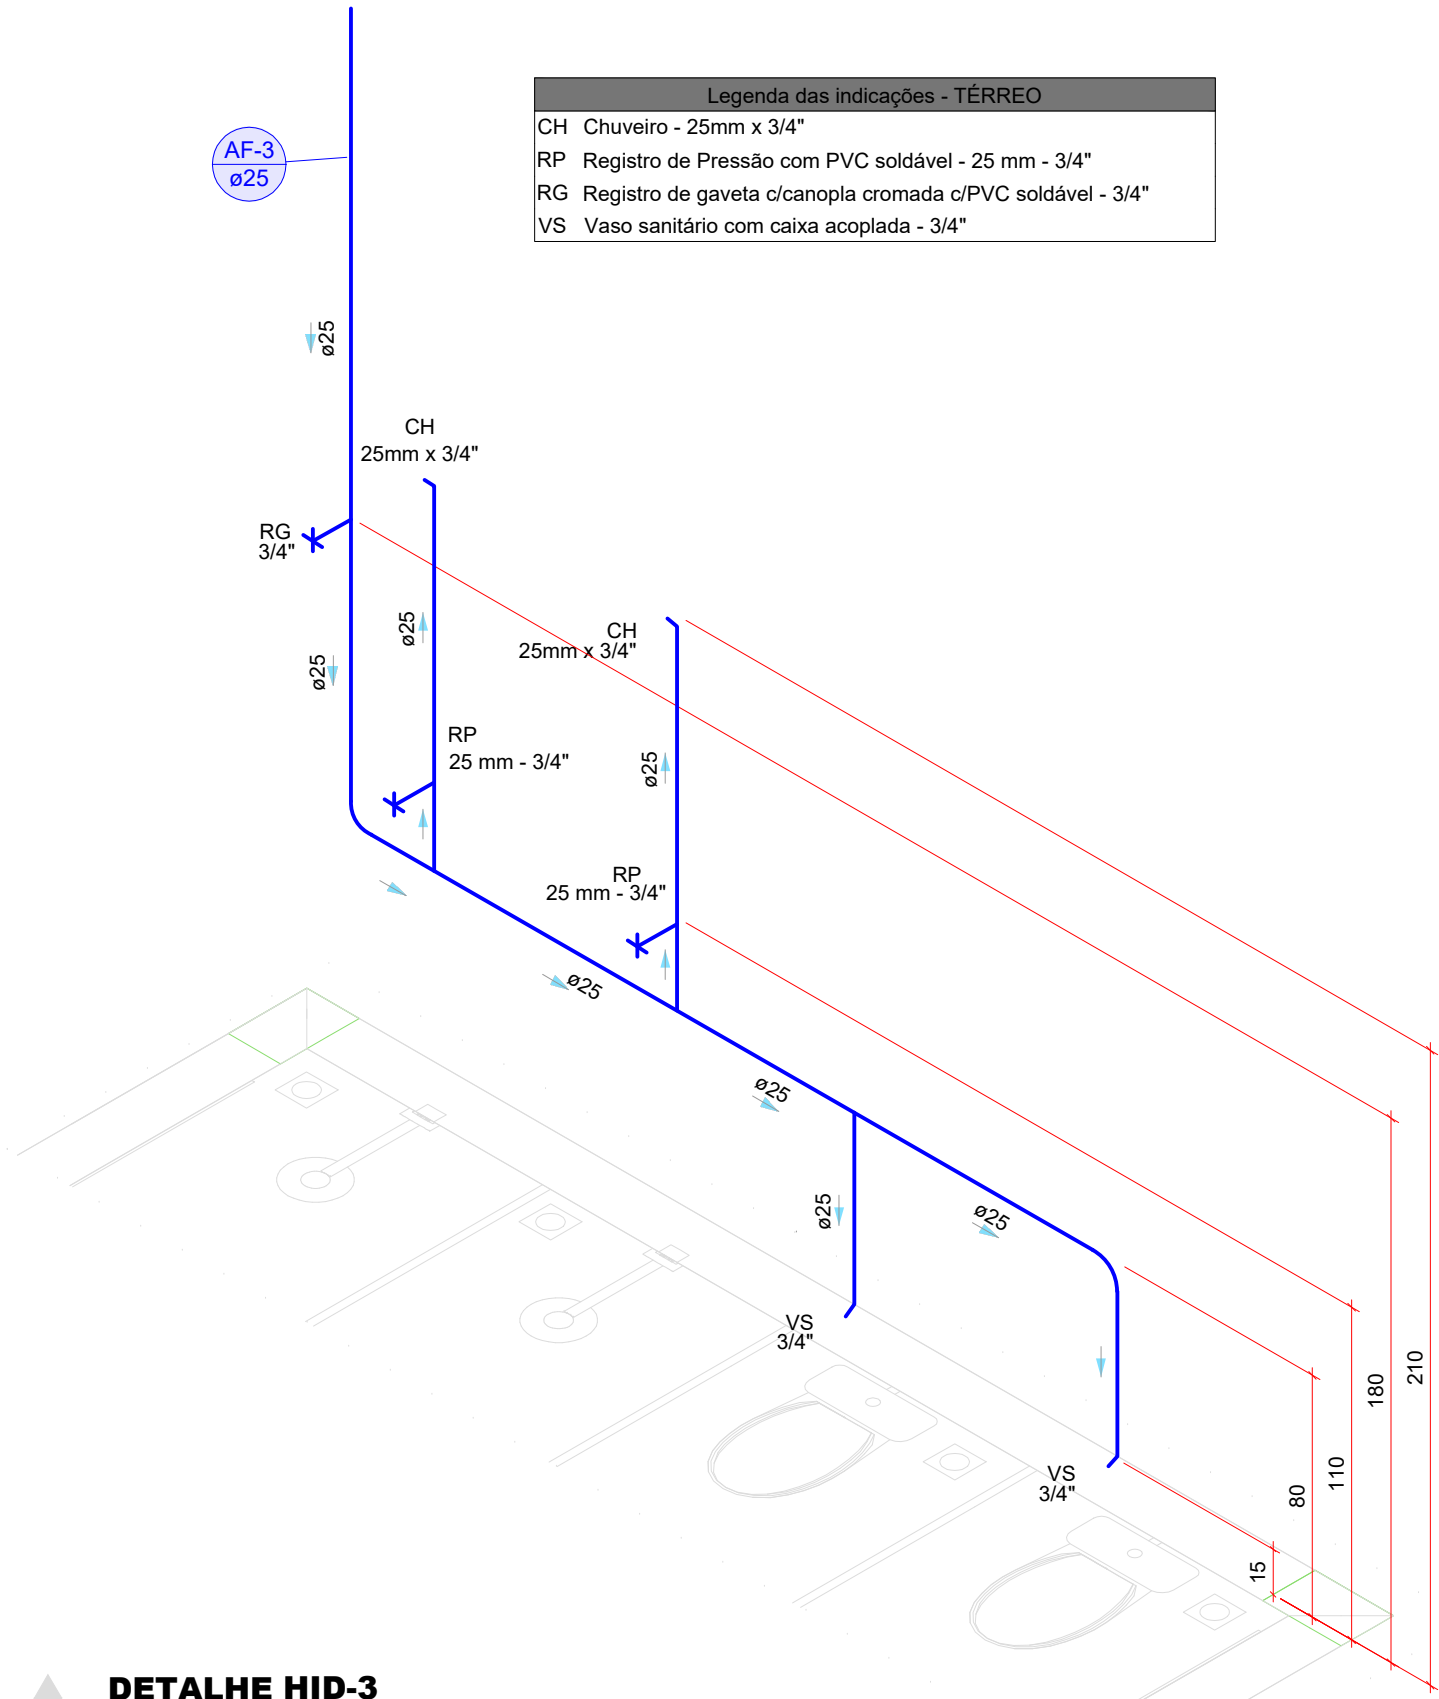 Legenda das indicações - TÉRREO
CH Chuveiro - 25mm x 3/4"
RP Registro de Pressão com PVC soldável - 25 mm - 3/4"
RG Registro de gaveta c/canopla cromada c/PVC soldável - 3/4"
VS Vaso sanitário com caixa acoplada - 3/4"
AF-3
ø25
ø25
CH
25mm x 3/4"
RG
3/4"
ø25
ø25
CH
25mm x 3/4"
RP
25 mm - 3/4"
ø25
RP
25 mm - 3/4"
ø25
ø25
ø25
ø25
VS
3/4"
VS
3/4"
210
180
110
80
15
DETALHE HID-3